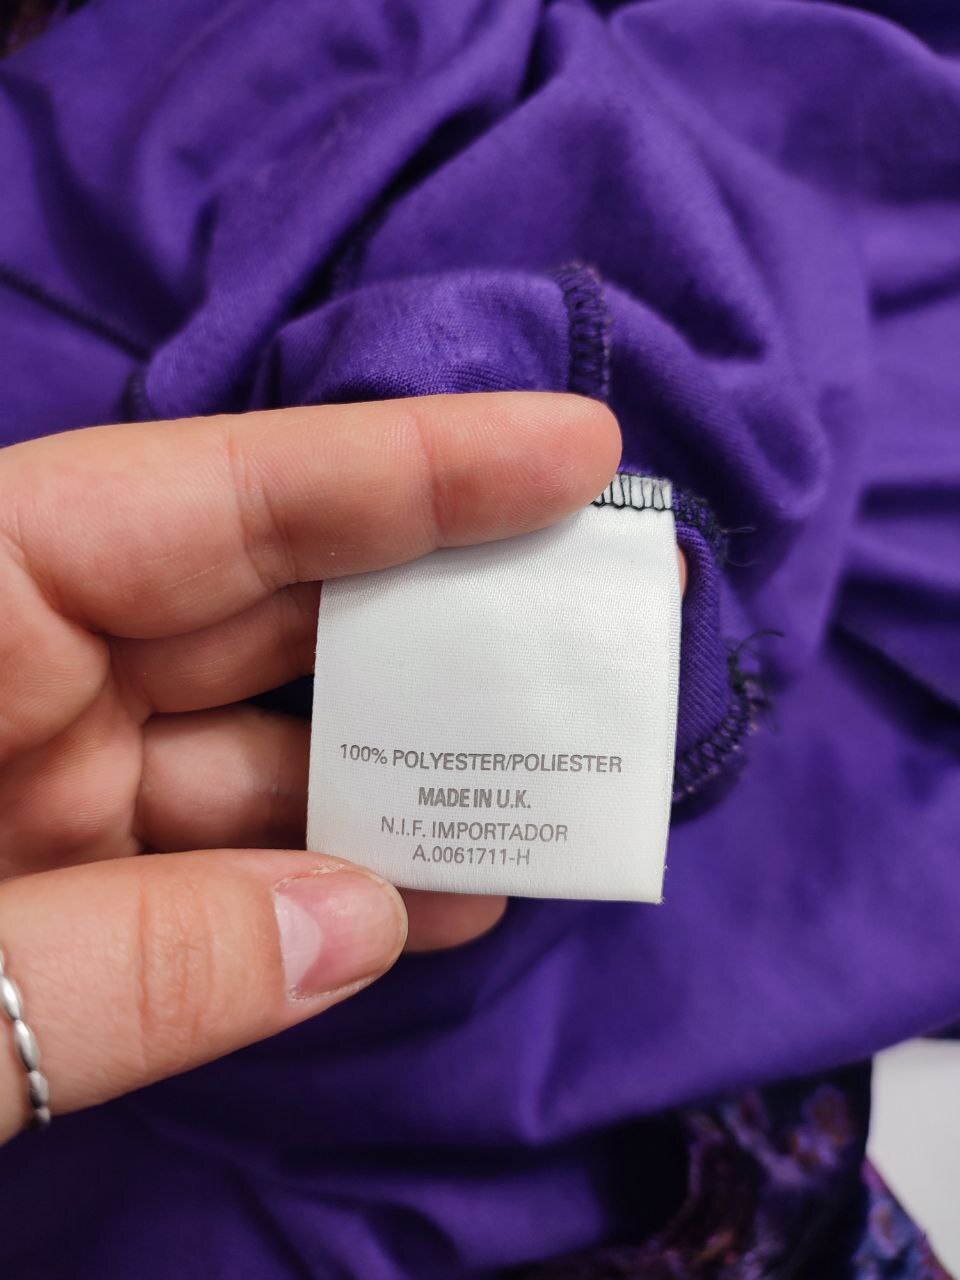 100% POLYESTER/POLIESTER
MADE IN U.K.
N.I.F. IMPORTADOR
A.0061711-H